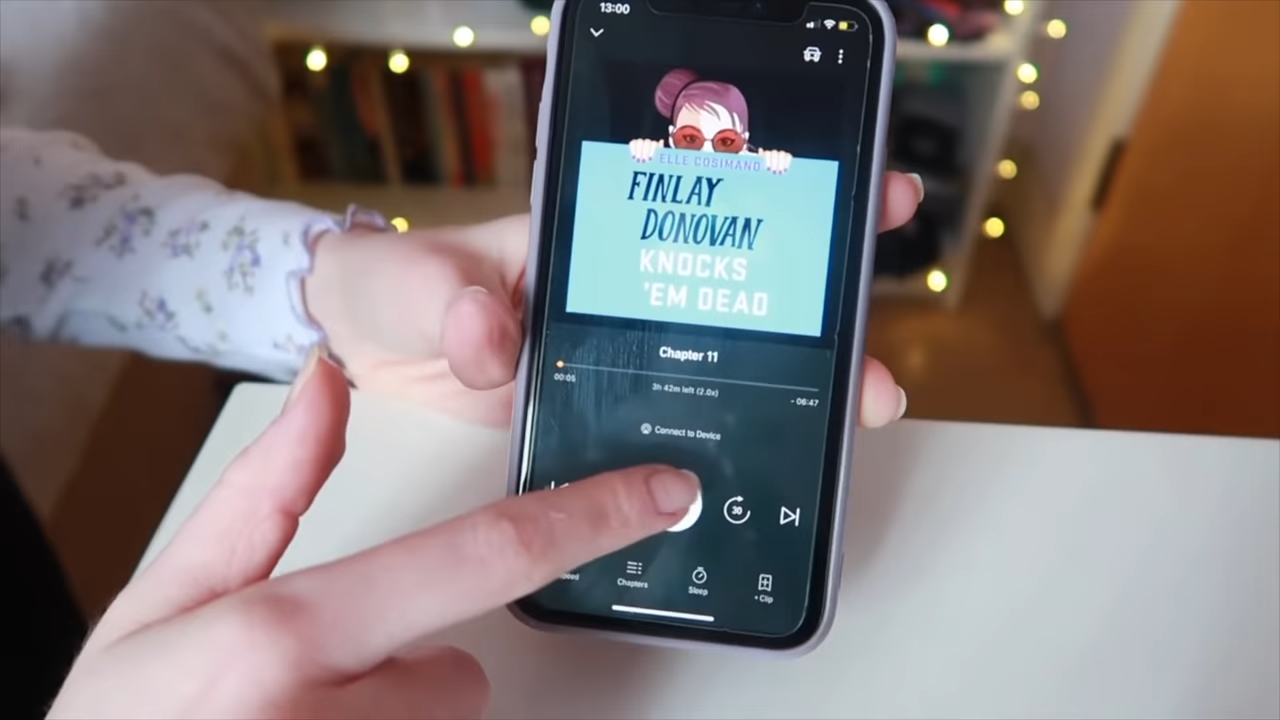 13:00
ELLE COSIMANO
FINLAY
DONOVAN
KNOCKS
'EM DEAD
Chapter 11
00:05
3h 42m left (2.0x)
- 06:47
Connect to Device
30
Chapters
Sleep
+ Clip